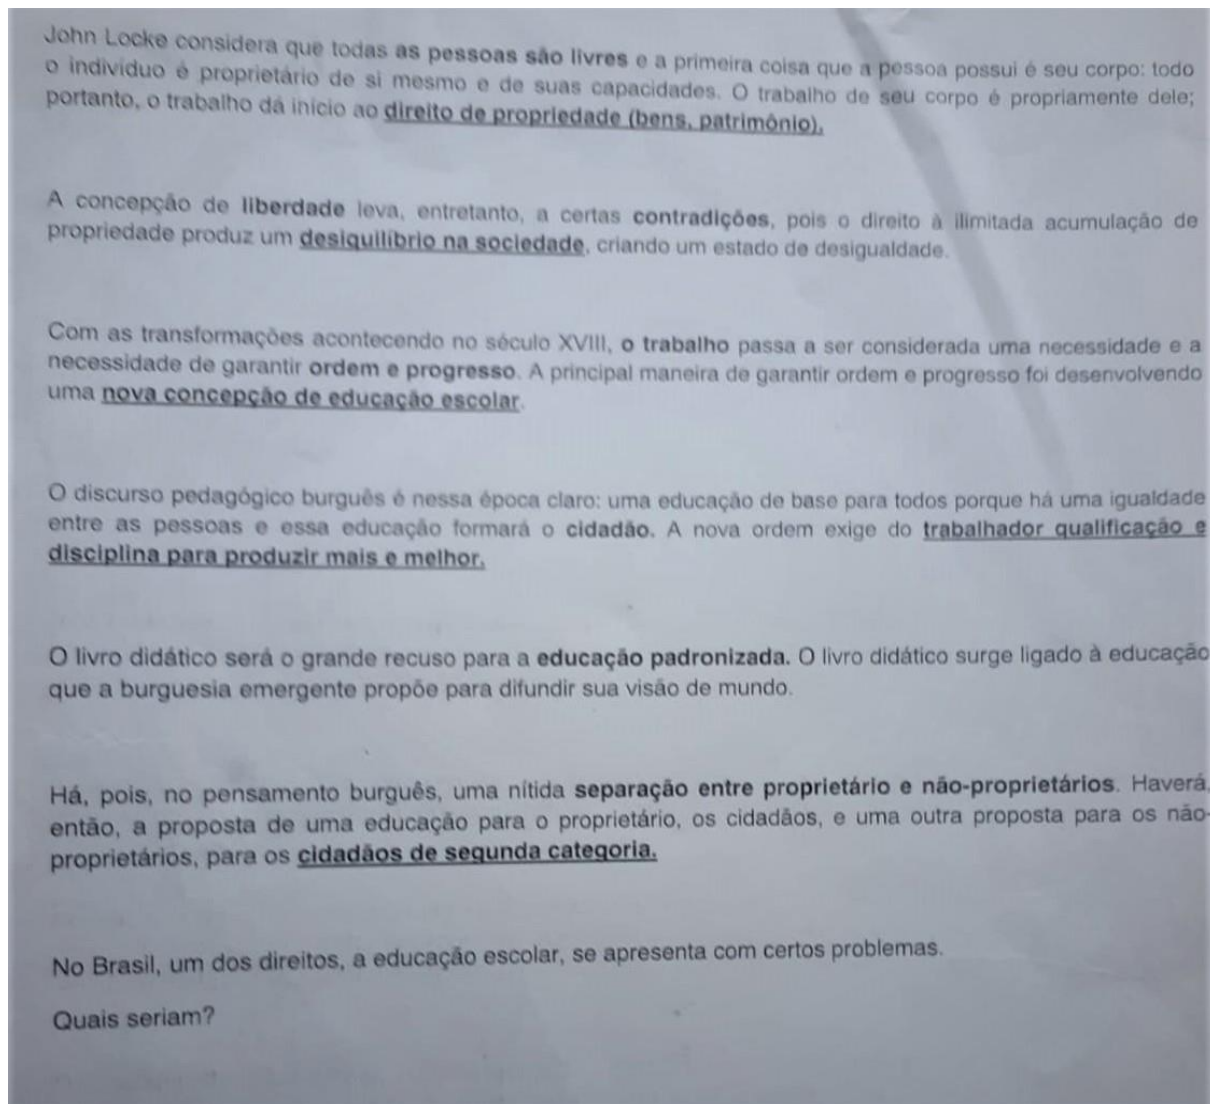 John Locke considera que todas as pessoas são livres e a primeira coisa que a pessoa possui é seu corpo: todo
o indivíduo é proprietário de si mesmo e de suas capacidades. O trabalho de seu corpo é propriamente dele;
portanto, o trabalho dá início ao direito de propriedade (bens, patrimônio).
A concepção de liberdade leva, entretanto, a certas contradições, pois o direito à ilimitada acumulação de
propriedade produz um desiquilíbrio na sociedade, criando um estado de desigualdade.
Com as transformações acontecendo no século XVIII, o trabalho passa a ser considerada uma necessidade e a
necessidade de garantir ordem e progresso. A principal maneira de garantir ordem e progresso foi desenvolvendo
uma nova concepção de educação escolar.
O discurso pedagógico burguês é nessa época claro: uma educação de base para todos porque há uma igualdade
entre as pessoas e essa educação formará o cidadão. A nova ordem exige do trabalhador qualificação e
disciplina para produzir mais e melhor.
O livro didático será o grande recuso para a educação padronizada. O livro didático surge ligado à educação
que a burguesia emergente propõe para difundir sua visão de mundo.
Há, pois, no pensamento burguês, uma nítida separação entre proprietário e não-proprietários. Haverá,
então, a proposta de uma educação para o proprietário, os cidadãos, e uma outra proposta para os não-
proprietários, para os cidadãos de segunda categoria.
No Brasil, um dos direitos, a educação escolar, se apresenta com certos problemas.
Quais seriam?